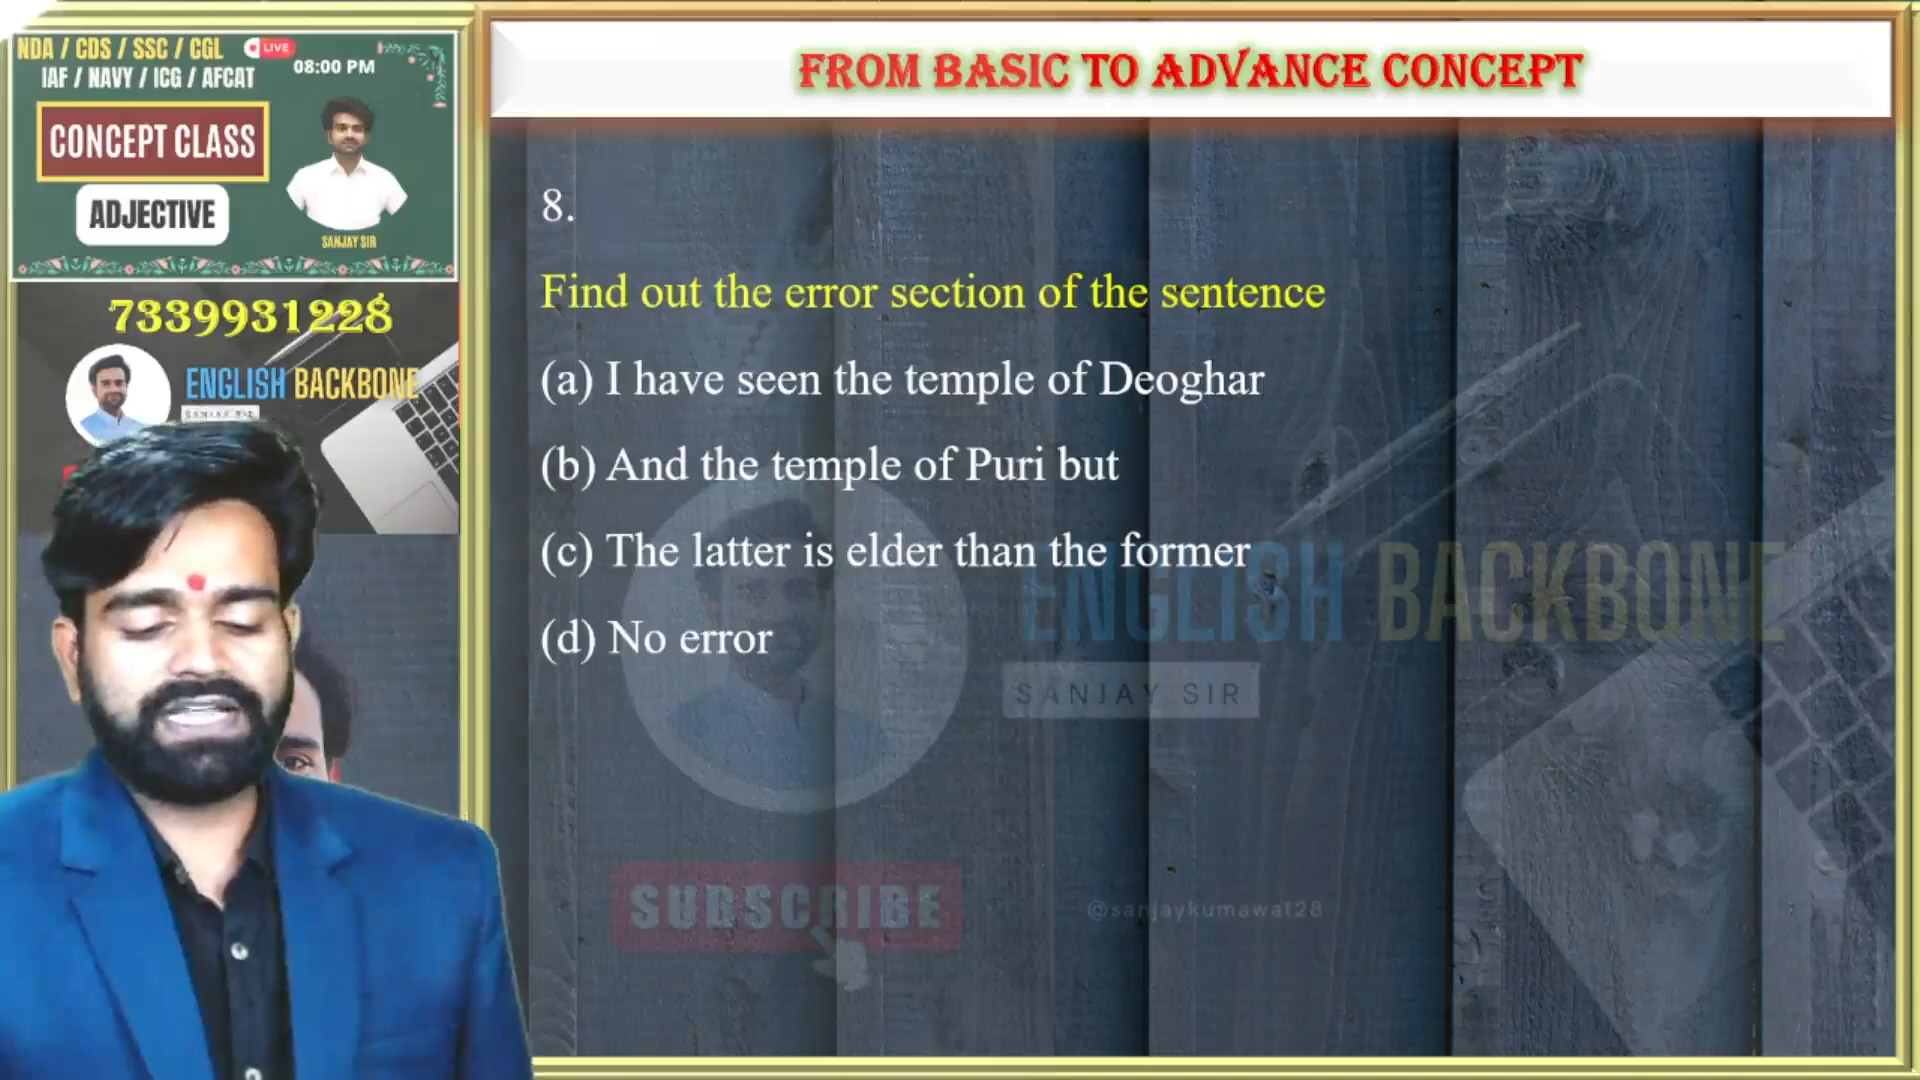 NDA / CDS / SSC / CGL
LIVE
IAF / NAVY / ICG / AFCAT
08:00 PM
CONCEPT CLASS
ADJECTIVE
SANJAY SIR
7339931228
ENGLISH BACKBONE
SANJAY SIR
FROM BASIC TO ADVANCE CONCEPT
8.
Find out the error section of the sentence
(a) I have seen the temple of Deoghar
(b) And the temple of Puri but
(c) The latter is elder than the former
(d) No error
ENGLISH BACKBONE
SANJAY SIR
SUBSCRIBE
@sanjaykumawat28